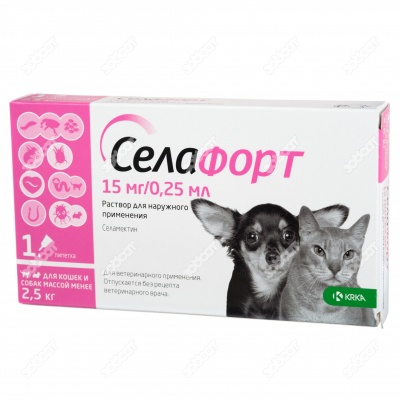 Селафорт
15 мг/0,25 мл
Раствор для наружного
применения
Селамектин
1 пипетка
Для ветеринарного применения.
Отпускается без рецепта
ветеринарного врача.
ДЛЯ КОШЕК И
СОБАК МАССОЙ МЕНЕЕ
2,5 кг
KRKA